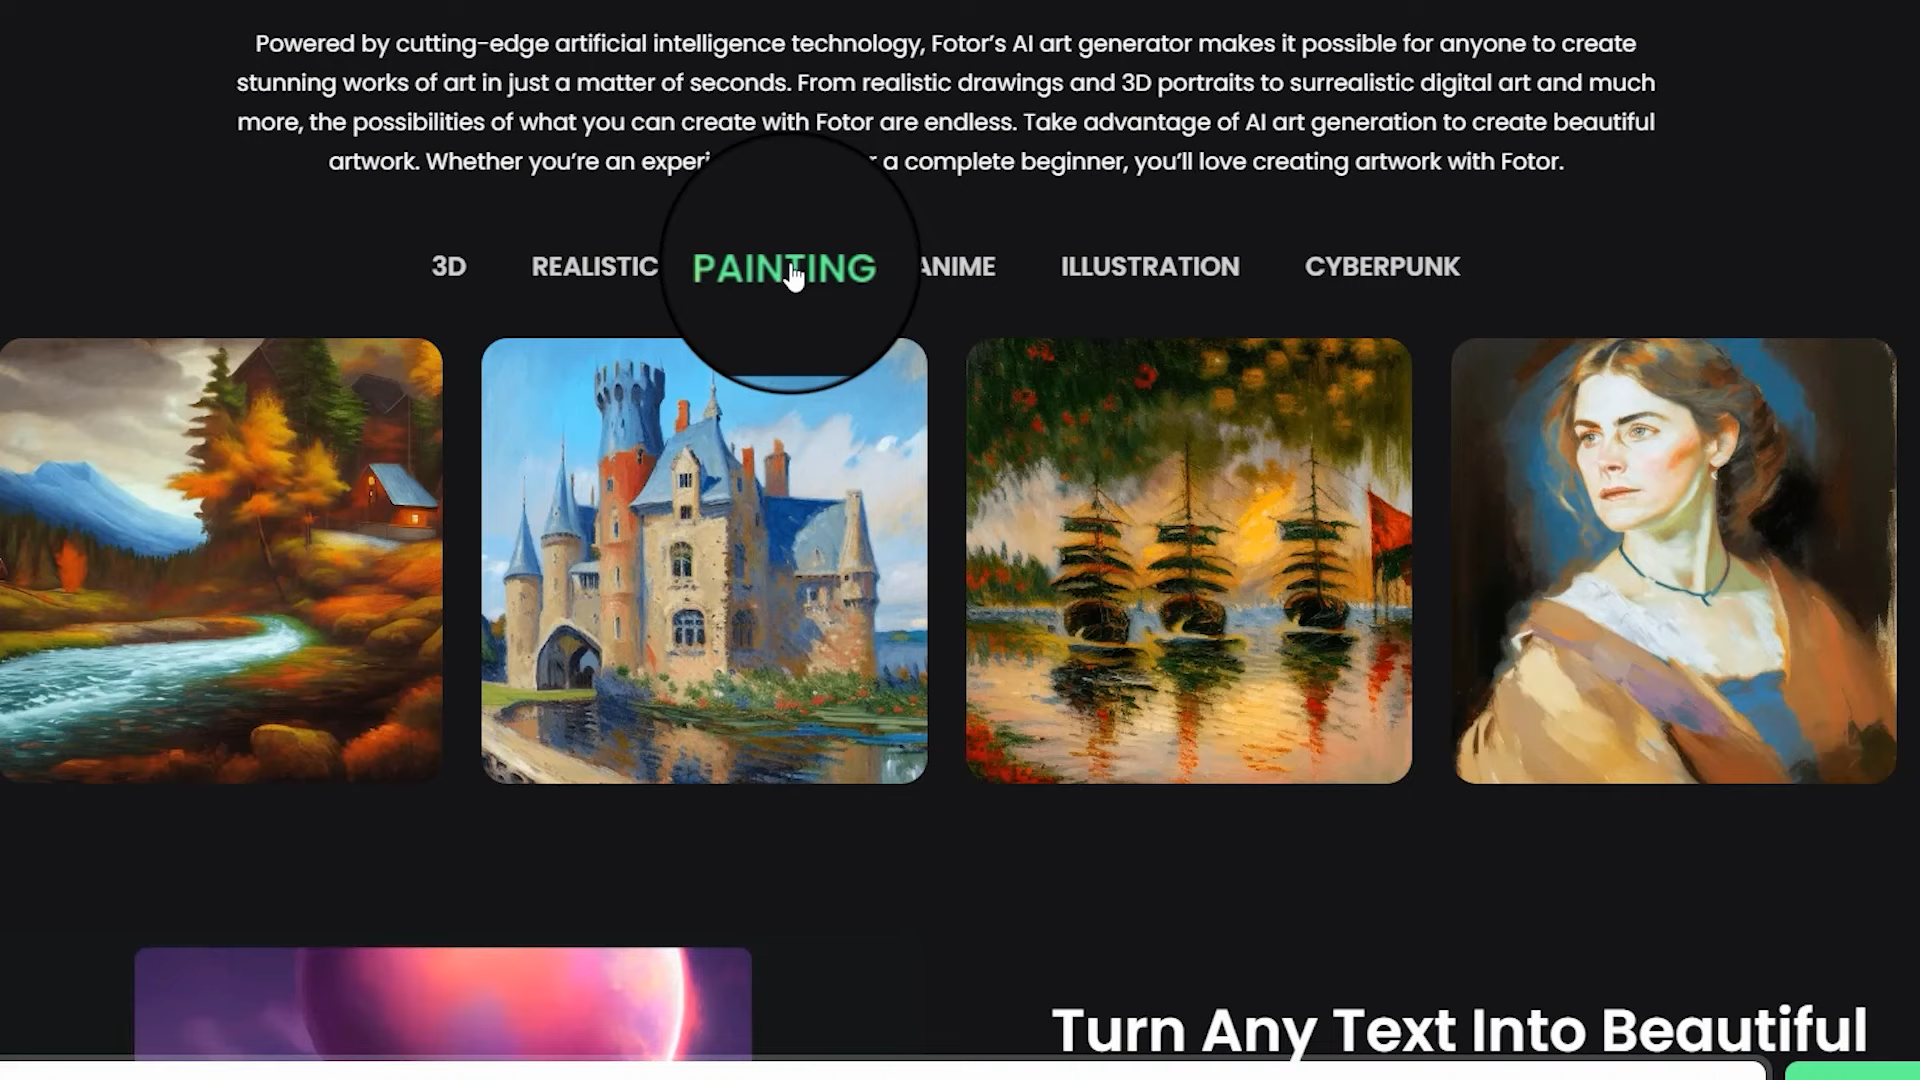 Powered by cutting-edge artificial intelligence technology, Fotor's AI art generator makes it possible for anyone to create
stunning works of art in just a matter of seconds. From realistic drawings and 3D portraits to surrealistic digital art and much
more, the possibilities of what you can create with Fotor are endless. Take advantage of AI art generation to create beautiful
artwork. Whether you're an a complete beginner, you'll love creating artwork with Fotor.
3D REALISTIC PAINTING ANIME ILLUSTRATION CYBERPUNK
Turn Any Text Into Beautiful